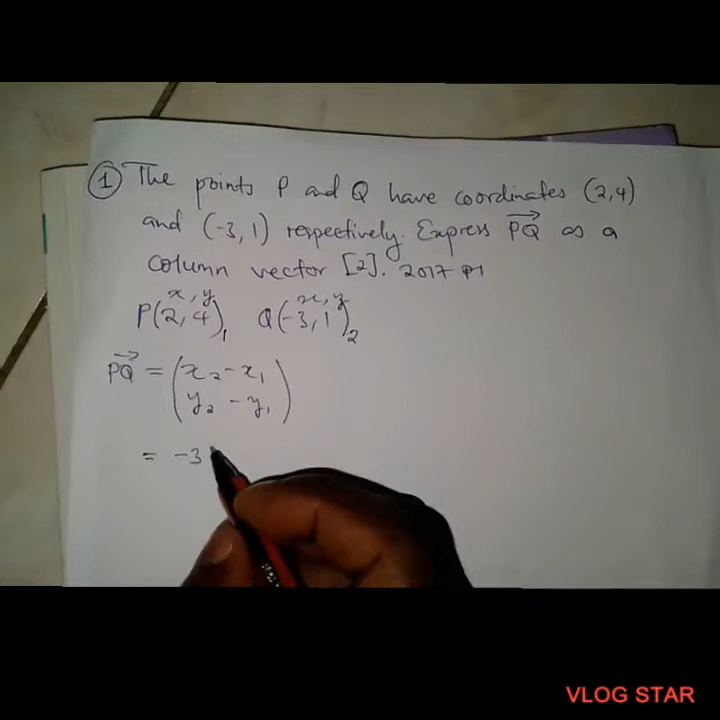 ① The points P and Q have coordinates (2,4)
and (-3,1) respectively. Express PQ→ as a
column vector [2]. 2017 P1
x, y x, y
P(2,4)₁ Q(-3,1)₂
PQ→ = (x₂ - x₁
y₂ - y₁)
= -3
VLOG STAR